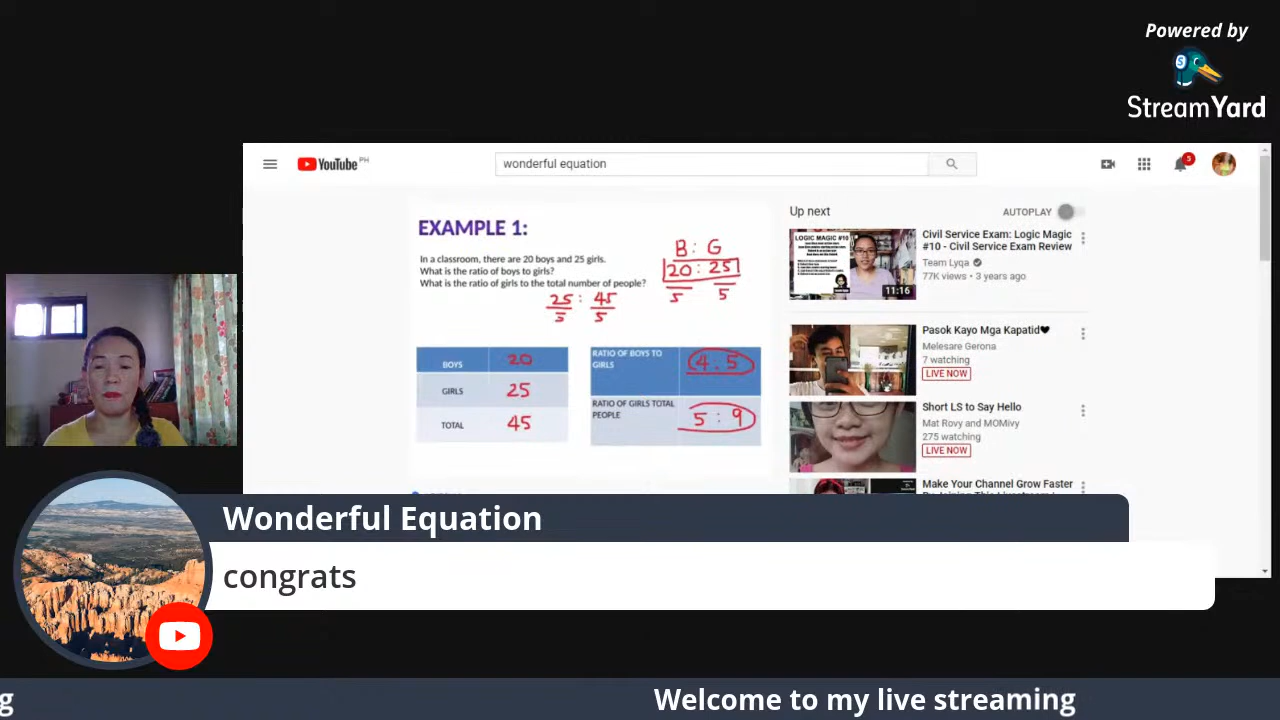 Powered by
StreamYard
YouTube PH
wonderful equation
3
EXAMPLE 1:
In a classroom, there are 20 boys and 25 girls.
What is the ratio of boys to girls?
What is the ratio of girls to the total number of people?
B : G
20 : 25
5 5
25 : 45
5 5
BOYS 20
GIRLS 25
TOTAL 45
RATIO OF BOYS TO
GIRLS
4 : 5
RATIO OF GIRLS TOTAL
PEOPLE
5 : 9
Up next
AUTOPLAY
LOGIC MAGIC #10
11:16
Civil Service Exam: Logic Magic
#10 - Civil Service Exam Review
Team Lyqa
77K views • 3 years ago
Pasok Kayo Mga Kapatid♥
Melesare Gerona
7 watching
LIVE NOW
Short LS to Say Hello
Mat Rovy and MOMivy
275 watching
LIVE NOW
Make Your Channel Grow Faster
Wonderful Equation
congrats
g
Welcome to my live streaming